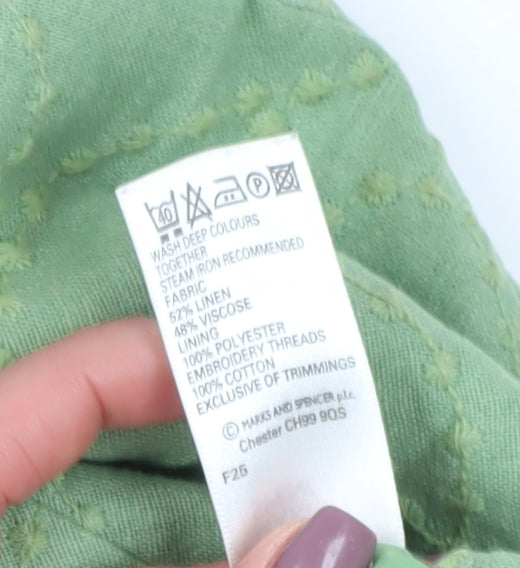 40 P
WASH DEEP COLOURS
TOGETHER
STEAM IRON RECOMMENDED
FABRIC
52% LINEN
48% VISCOSE
LINING
100% POLYESTER
EMBROIDERY THREADS
100% COTTON
EXCLUSIVE OF TRIMMINGS
© MARKS AND SPENCER p.l.c.
Chester CH99 9QS
F25